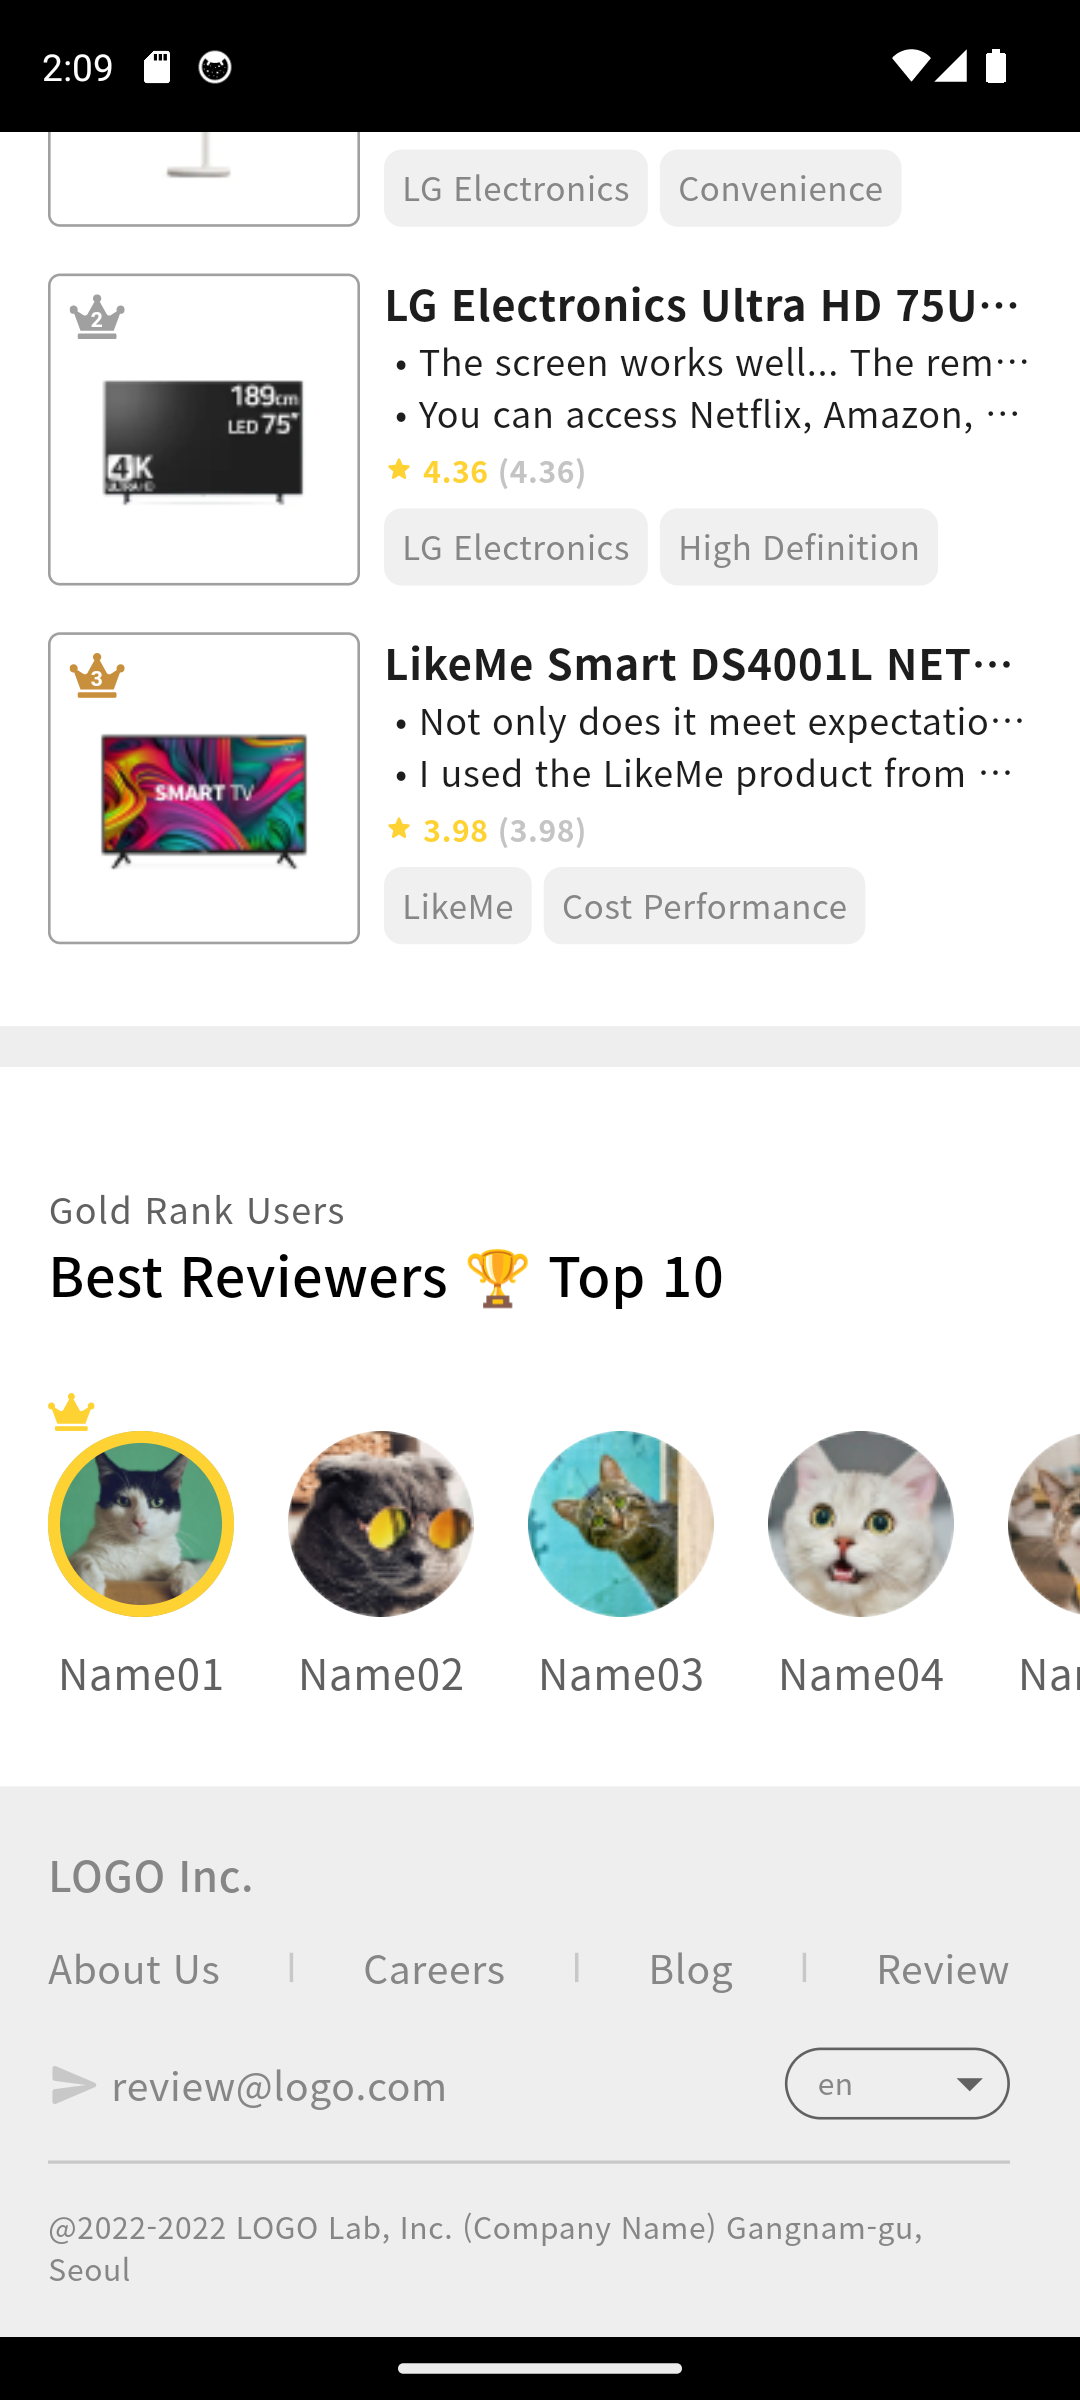 2:09
LG Electronics Convenience
2
LG Electronics Ultra HD 75U⋯
• The screen works well... The rem⋯
• You can access Netflix, Amazon, ⋯
4.36 (4.36)
189cm
LED 75"
4K
ULTRA HD
LG Electronics High Definition
3
LikeMe Smart DS4001L NET⋯
• Not only does it meet expectatio⋯
• I used the LikeMe product from ⋯
SMART TV
3.98 (3.98)
LikeMe Cost Performance
Gold Rank Users
Best Reviewers 🏆 Top 10
Name01 Name02 Name03 Name04 Nar
LOGO Inc.
About Us | Careers | Blog | Review
review@logo.com
en
@2022-2022 LOGO Lab, Inc. (Company Name) Gangnam-gu,
Seoul